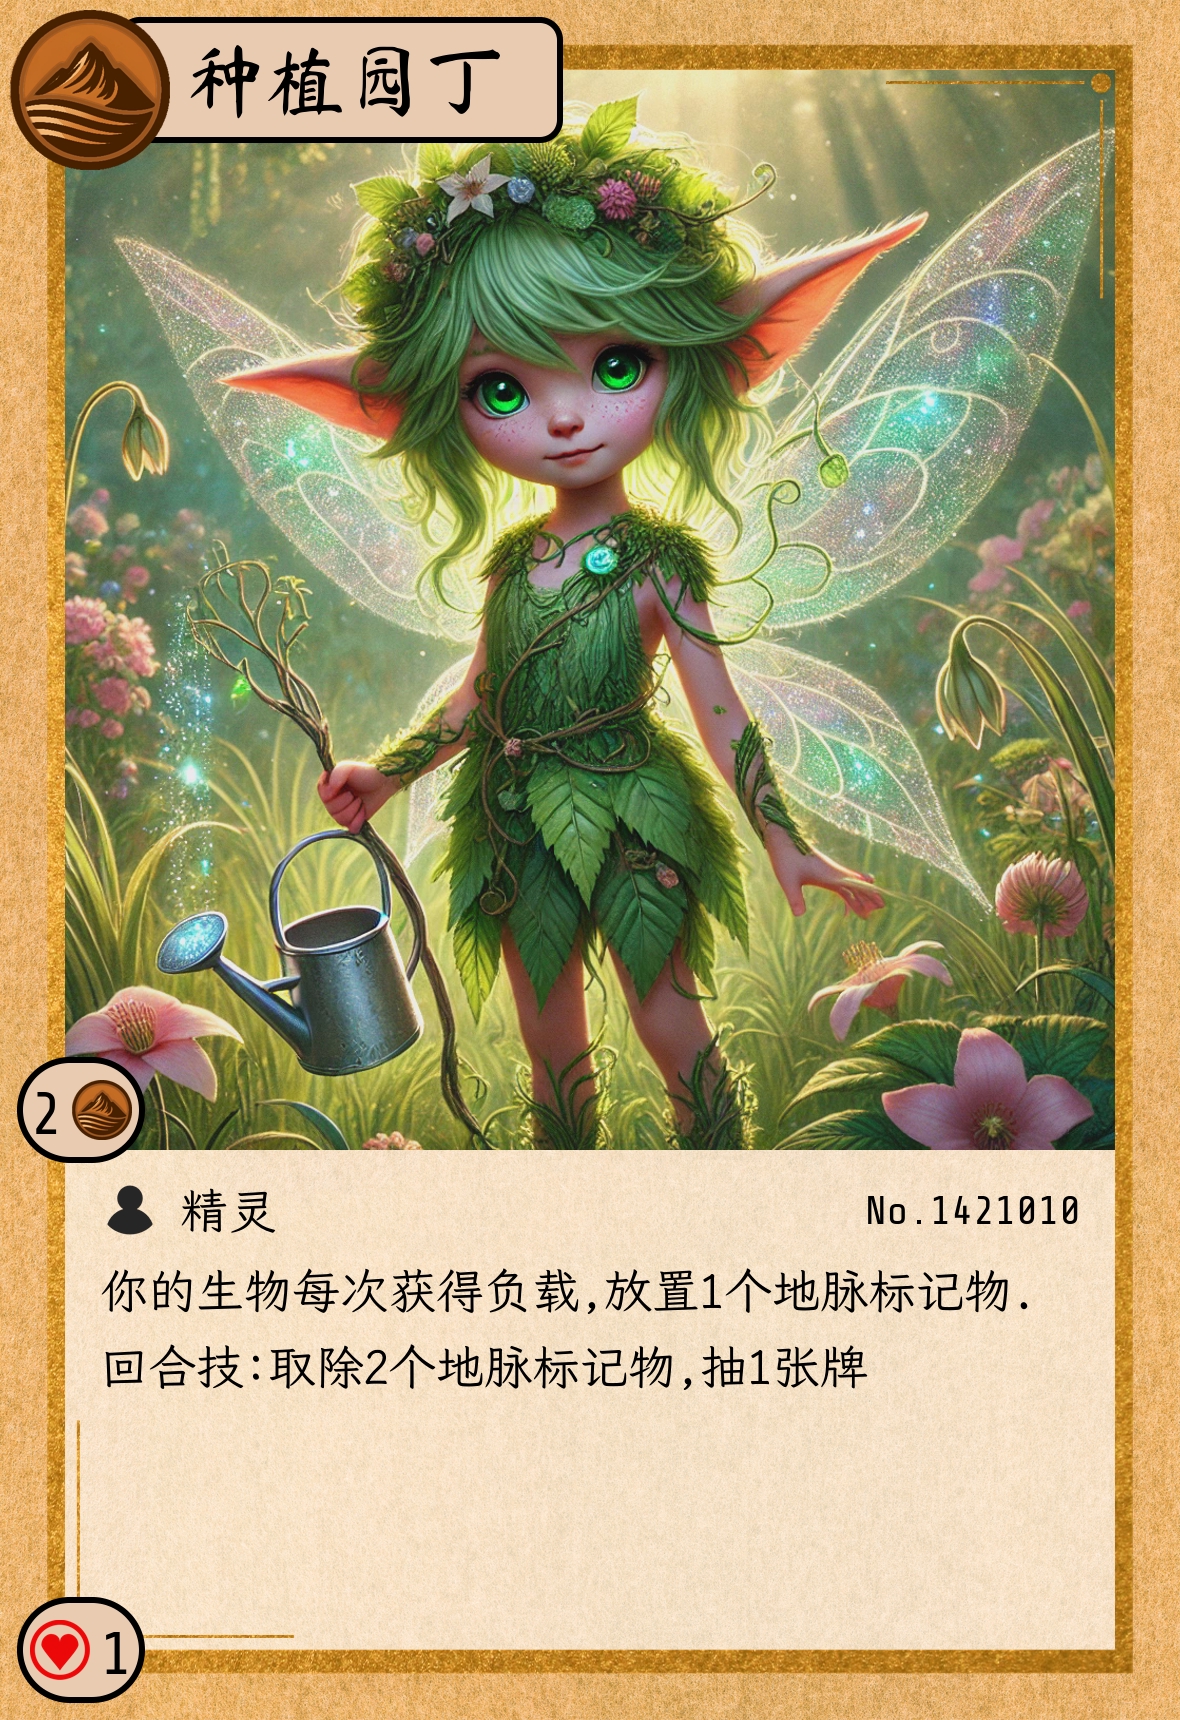 种植园丁
2
精灵
No.1421010
你的生物每次获得负载,放置1个地脉标记物.
回合技:取除2个地脉标记物,抽1张牌
1